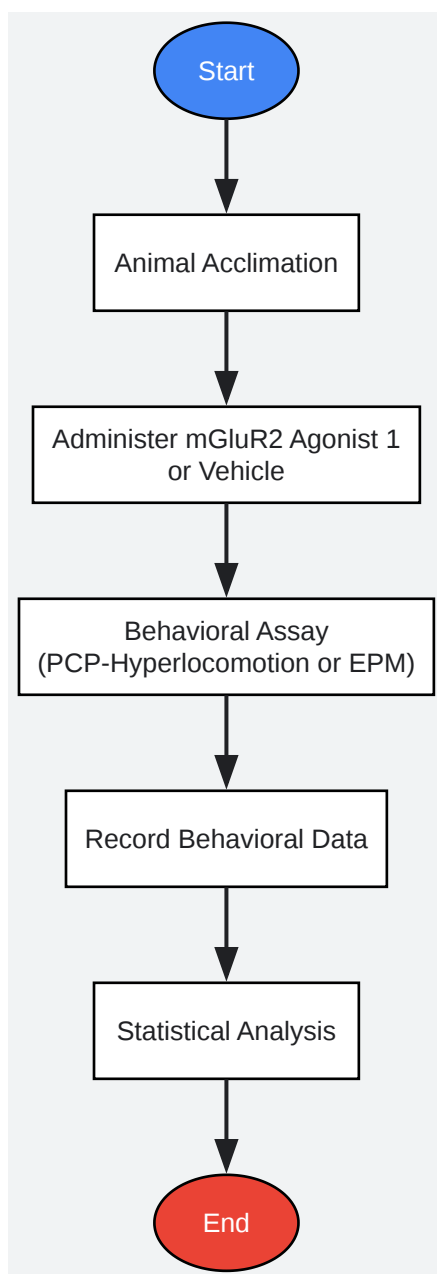 Start
Animal Acclimation
Administer mGluR2 Agonist 1
or Vehicle
Behavioral Assay
(PCP-Hyperlocomotion or EPM)
Record Behavioral Data
Statistical Analysis
End